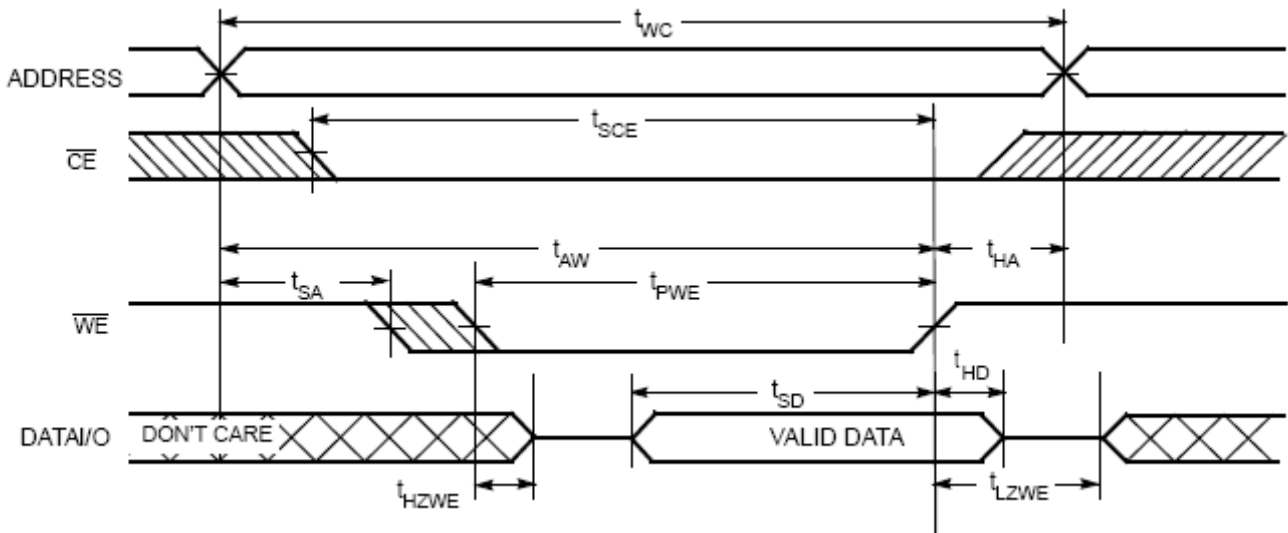 tWC
ADDRESS
tSCE
CE
tAW
tHA
tSA
tPWE
WE
tHD
tSD
DATAI/O
DON'T CARE
VALID DATA
tHZWE
tLZWE